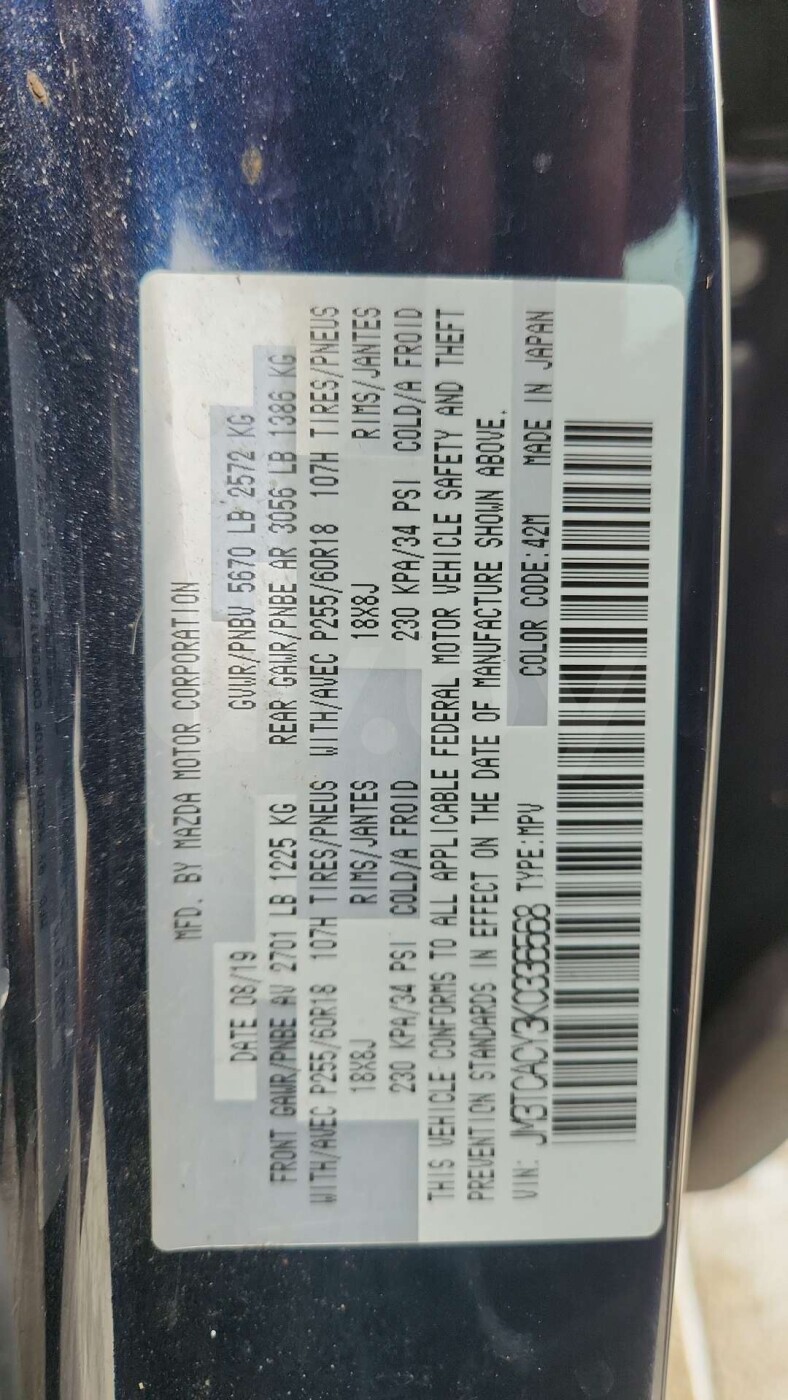 MFD. BY MAZDA MOTOR CORPORATION
DATE 08/19 GVWR/PNBV 5670 LB 2572 KG
FRONT GAWR/PNBE AV 2701 LB 1225 KG REAR GAWR/PNBE AR 3056 LB 1386 KG
WITH/AVEC P255/60R18 107H TIRES/PNEUS WITH/AVEC P255/60R18 107H TIRES/PNEUS
18X8J RIMS/JANTES 18X8J RIMS/JANTES
230 KPA/34 PSI COLD/A FROID 230 KPA/34 PSI COLD/A FROID
THIS VEHICLE CONFORMS TO ALL APPLICABLE FEDERAL MOTOR VEHICLE SAFETY AND THEFT
PREVENTION STANDARDS IN EFFECT ON THE DATE OF MANUFACTURE SHOWN ABOVE.
VIN: JM3TCACY3K0336568 TYPE:MPV COLOR CODE:42M MADE IN JAPAN